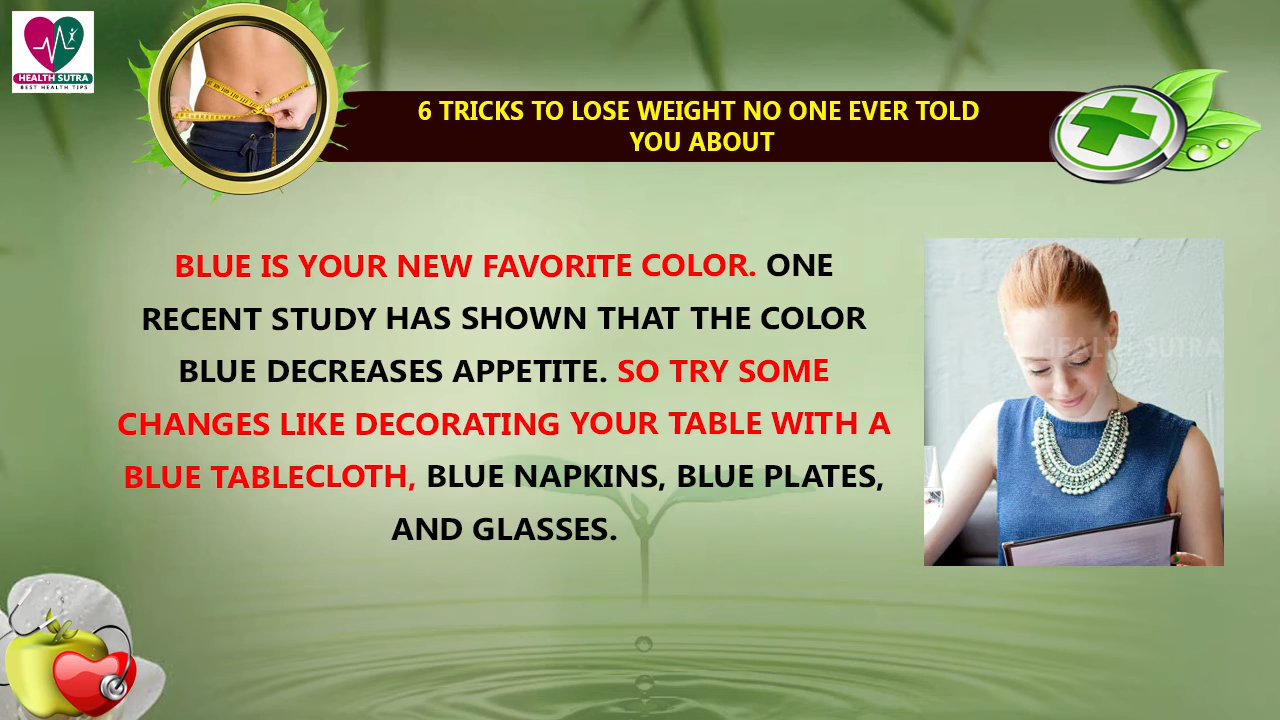 HEALTH SUTRA
BEST HEALTH TIPS
6 TRICKS TO LOSE WEIGHT NO ONE EVER TOLD
YOU ABOUT
BLUE IS YOUR NEW FAVORITE COLOR. ONE
RECENT STUDY HAS SHOWN THAT THE COLOR
BLUE DECREASES APPETITE. SO TRY SOME
CHANGES LIKE DECORATING YOUR TABLE WITH A
BLUE TABLECLOTH, BLUE NAPKINS, BLUE PLATES,
AND GLASSES.
HEALTH SUTRA